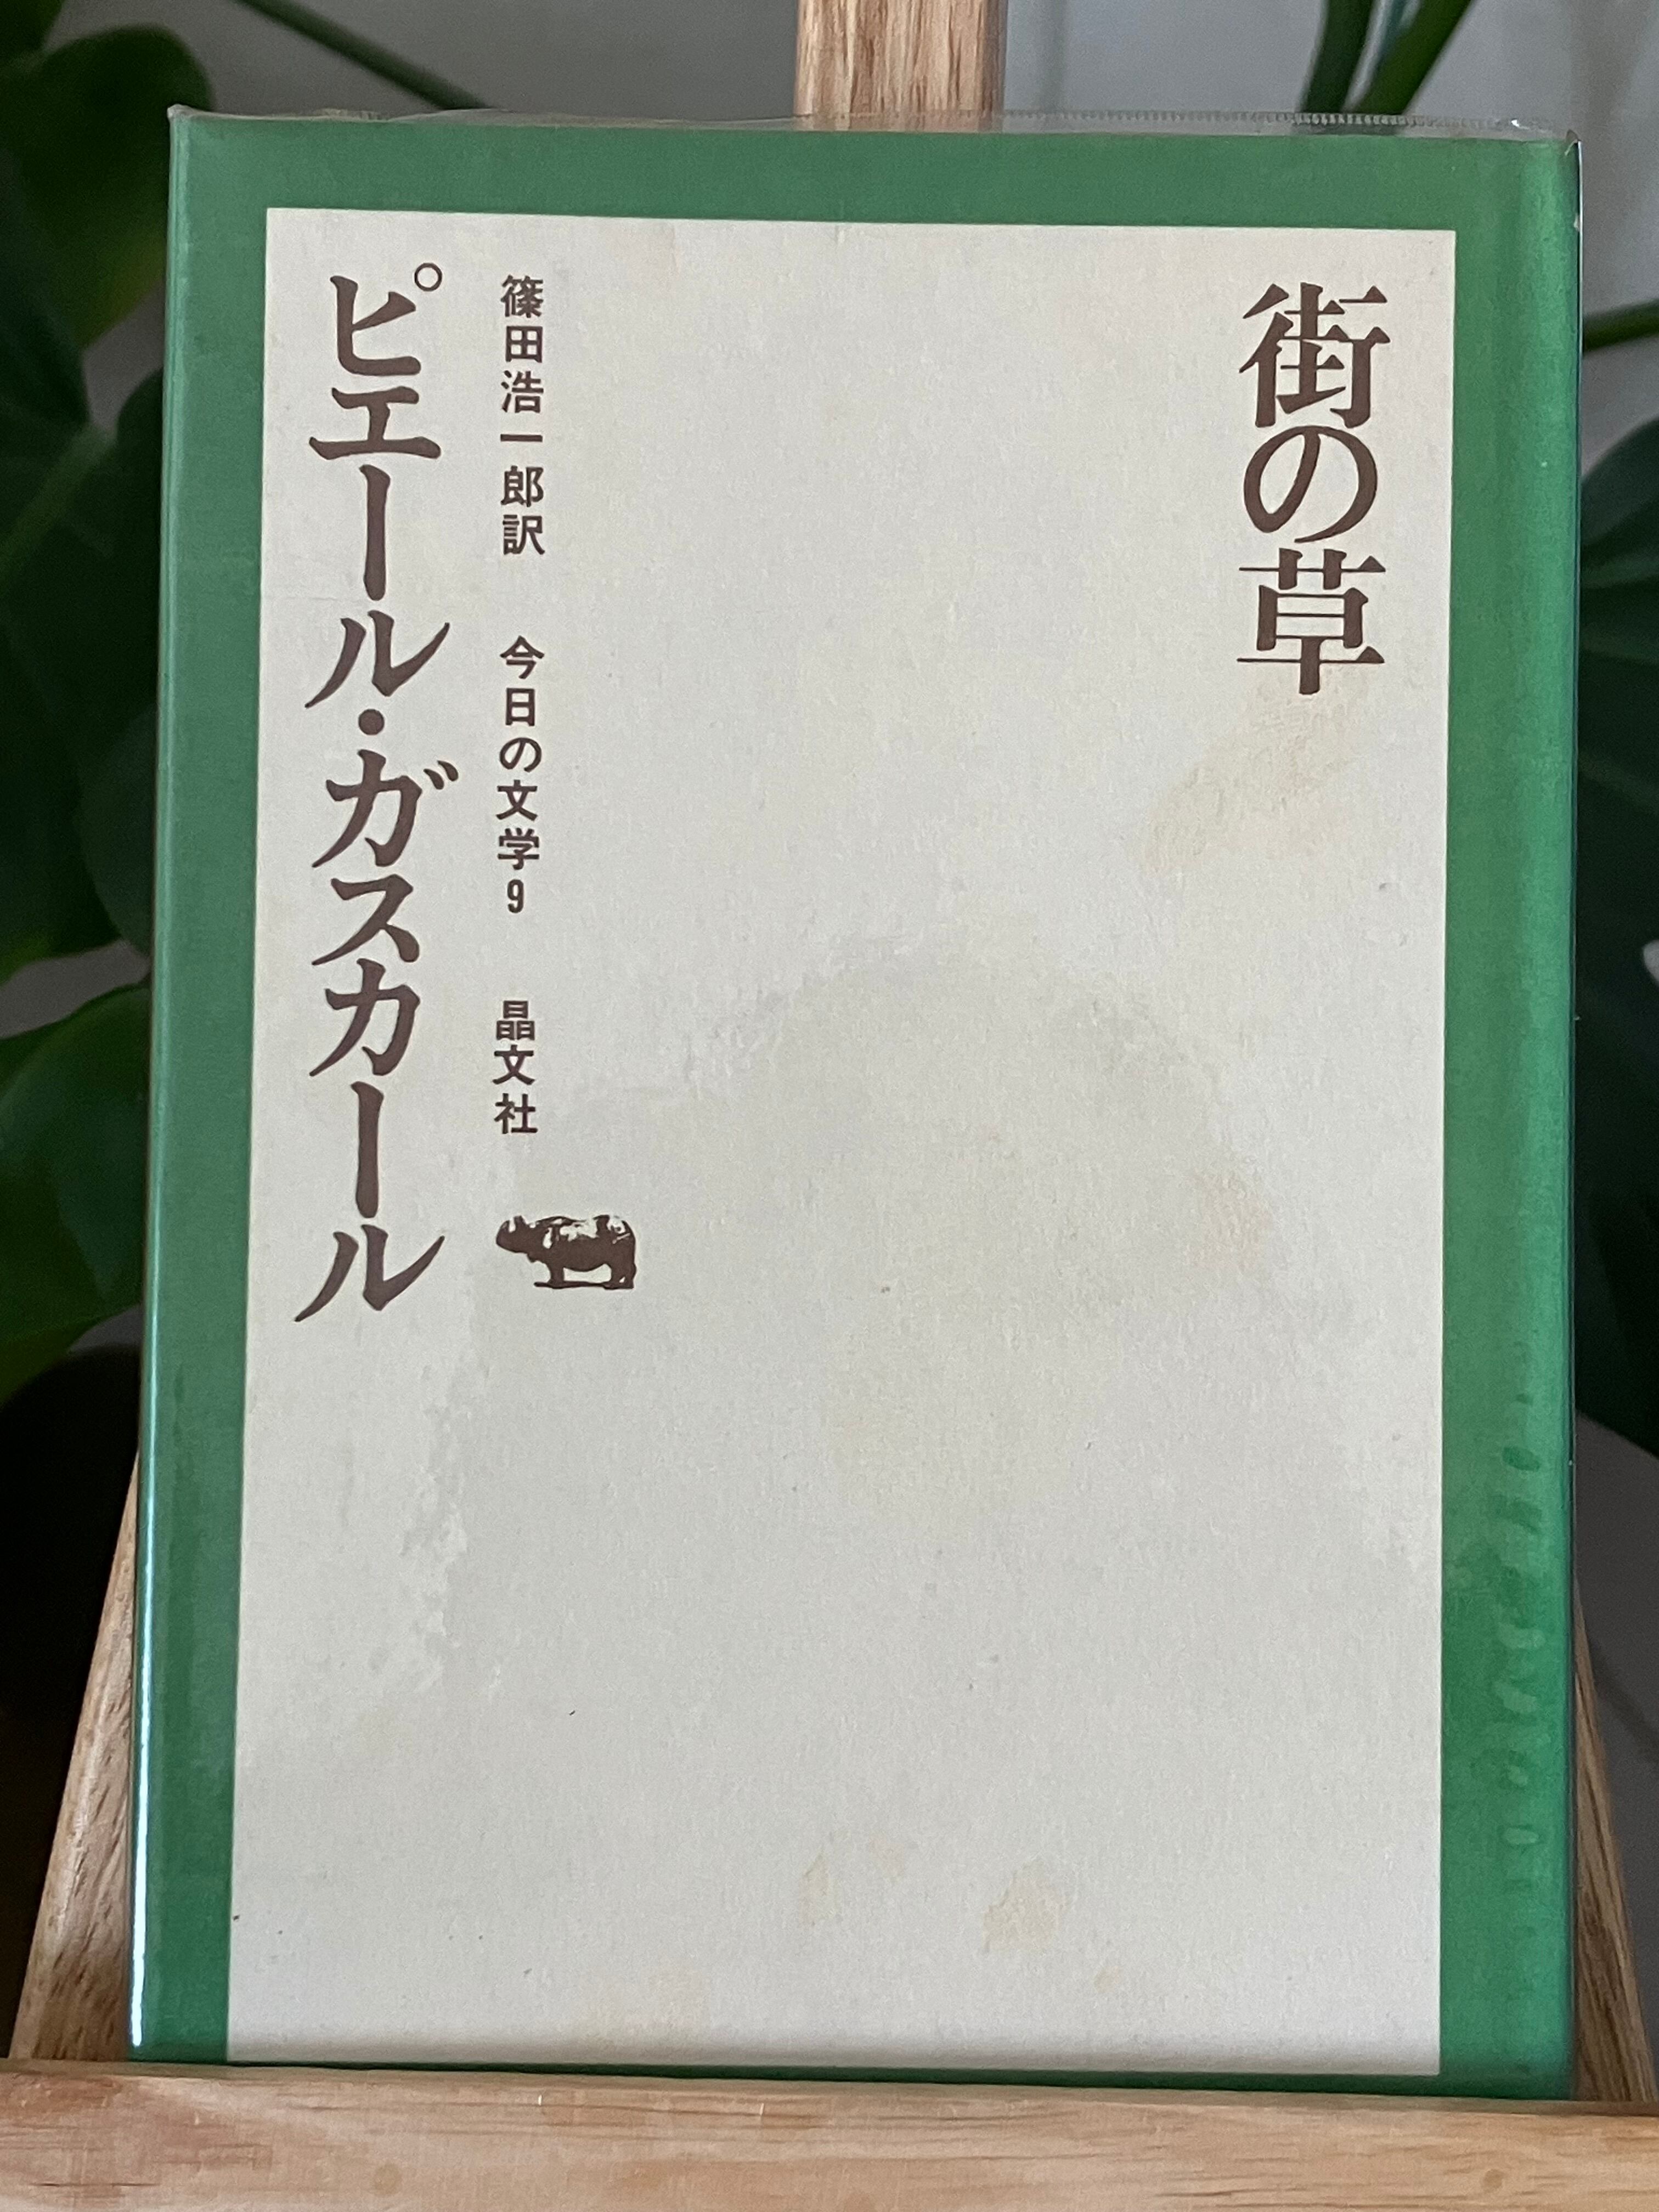 街の草
篠田浩一郎訳 今日の文学9 晶文社
ピエール・ガスカール